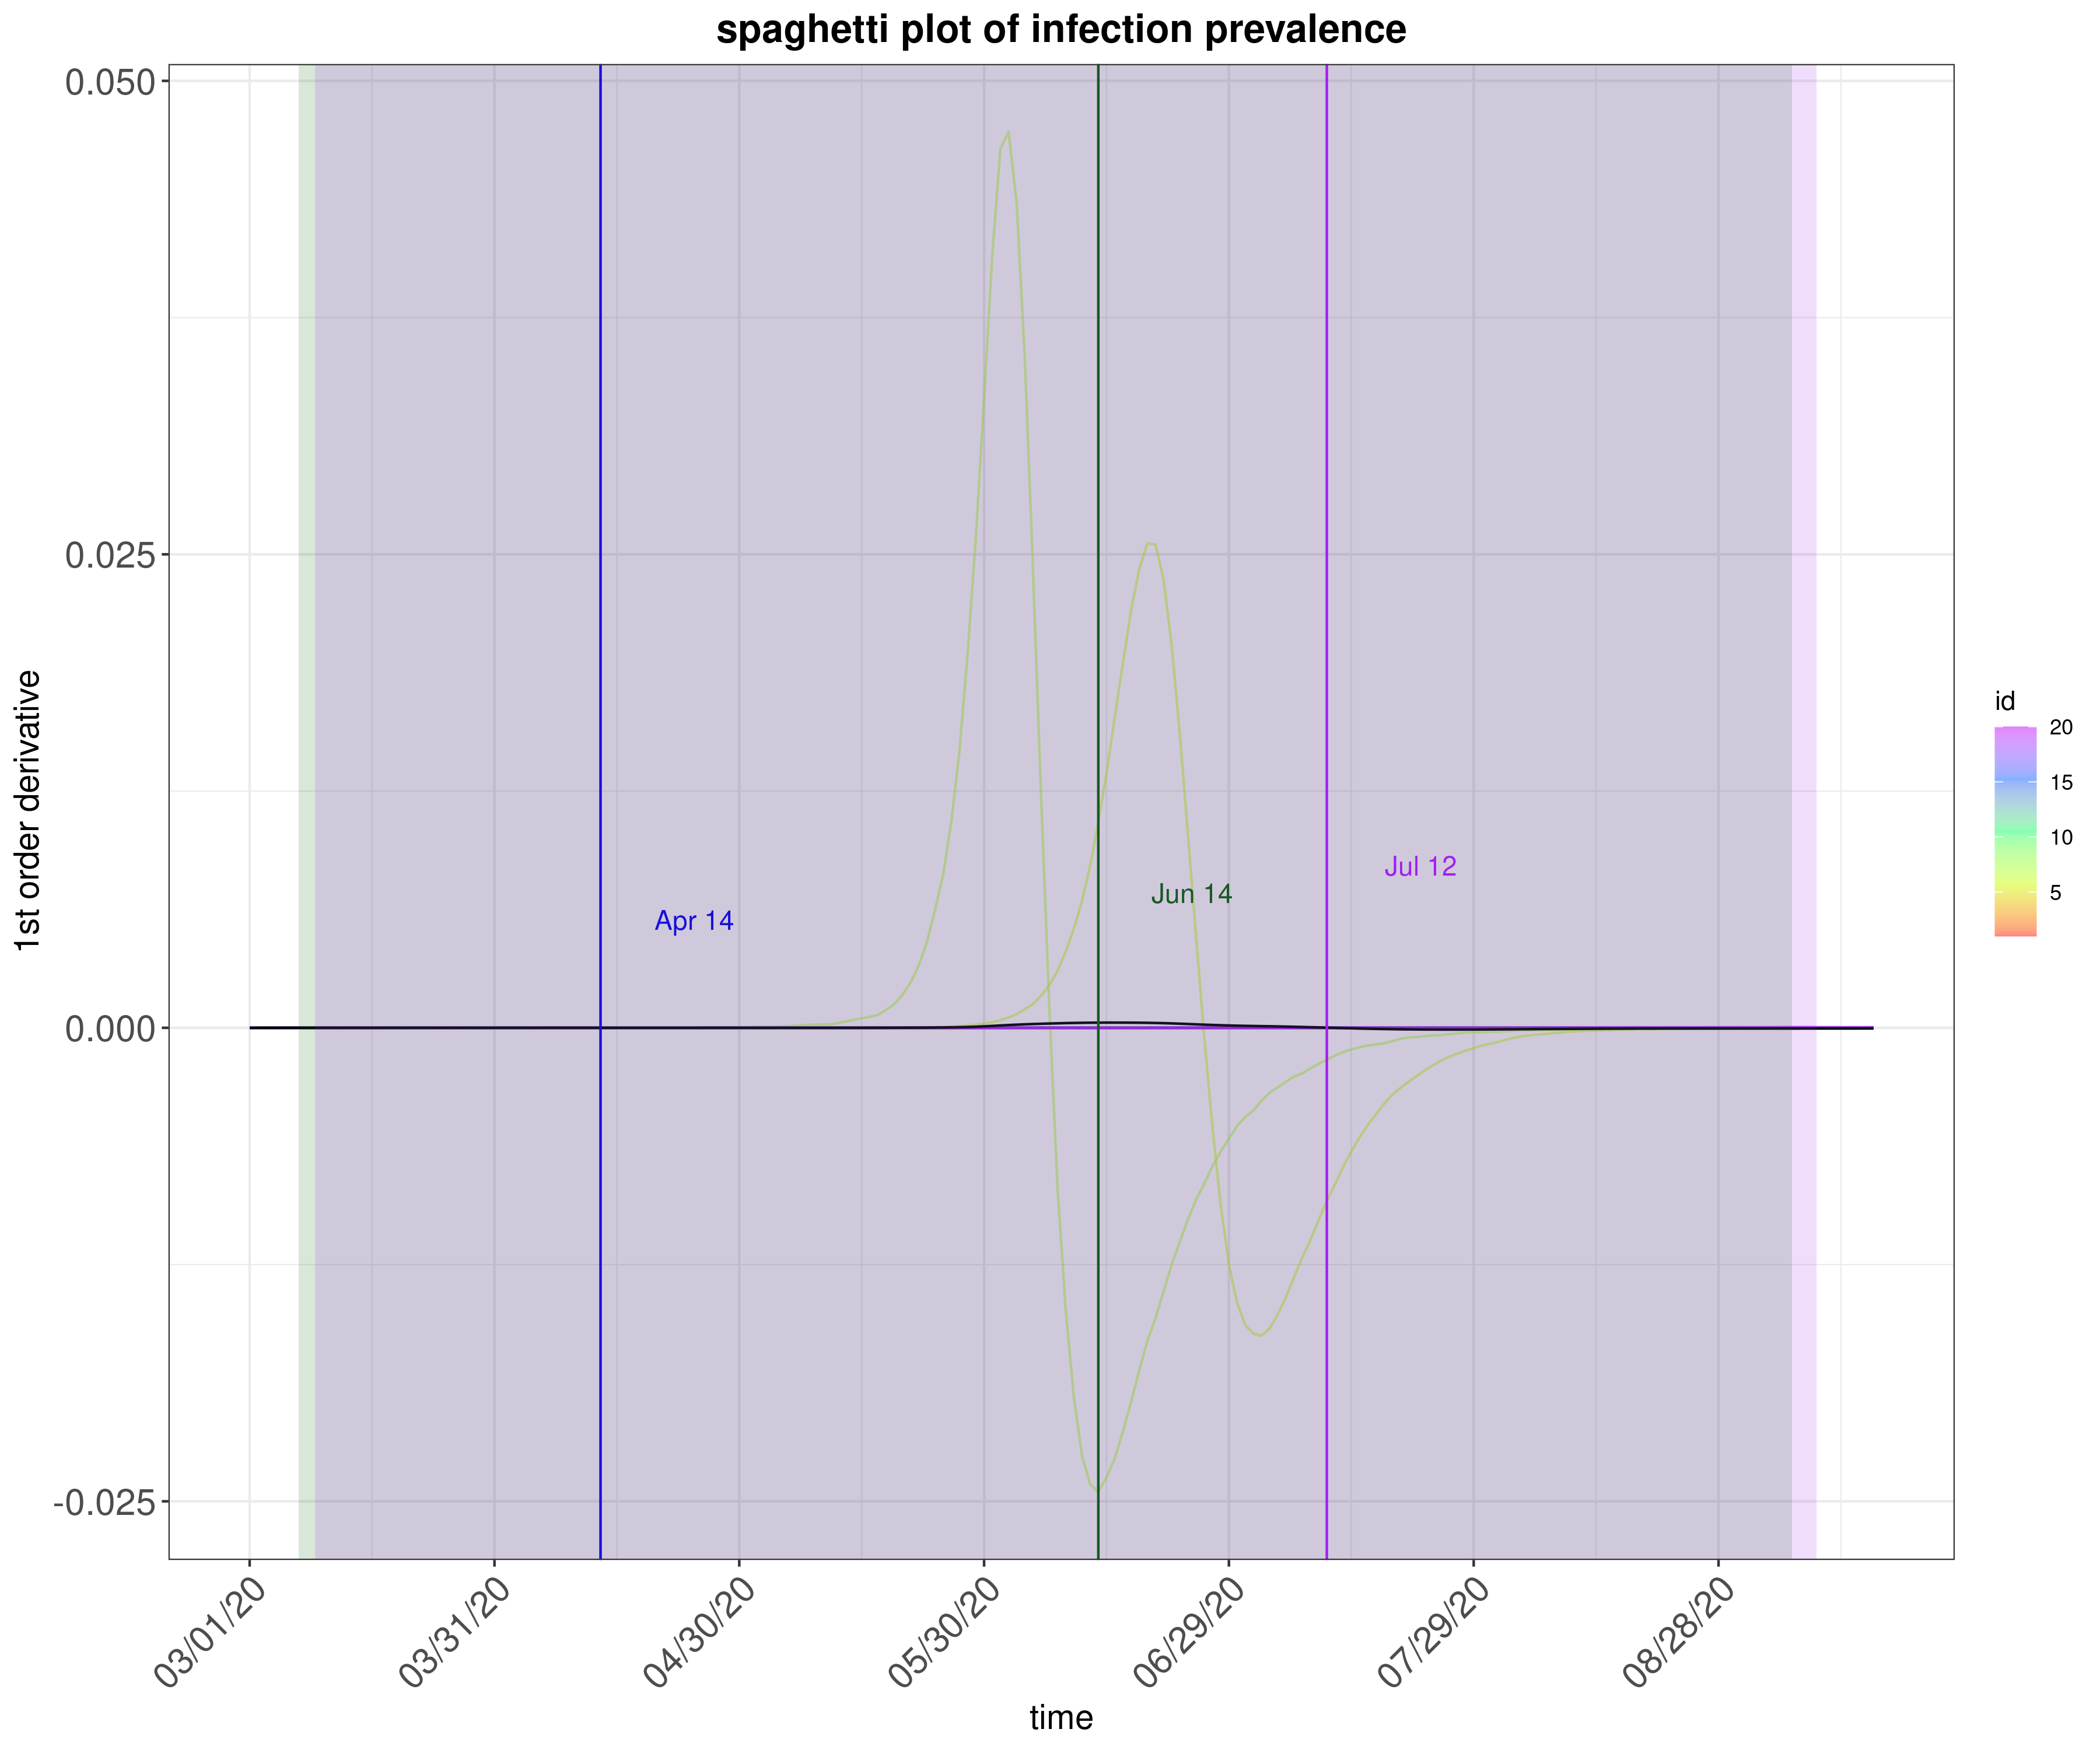 spaghetti plot of infection prevalence
0.050
0.025
0.000
-0.025
1st order derivative
Apr 14
Jun 14
Jul 12
id
20
15
10
5
03/01/20
03/31/20
04/30/20
05/30/20
06/29/20
07/29/20
08/28/20
time